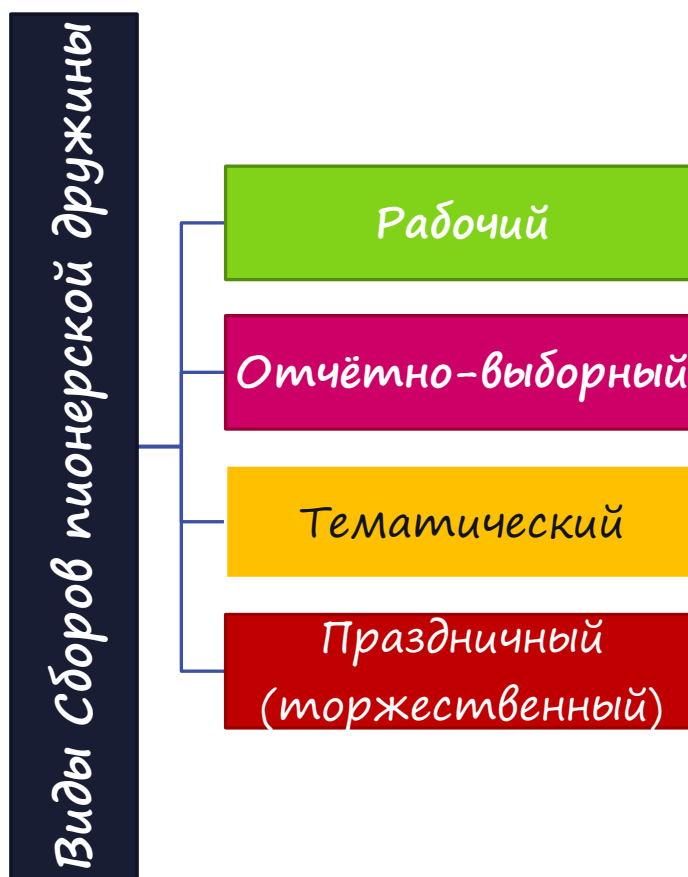 Виды Сборов пионерской дружины
Рабочий
Отчётно-выборный
Тематический
Праздничный
(торжественный)